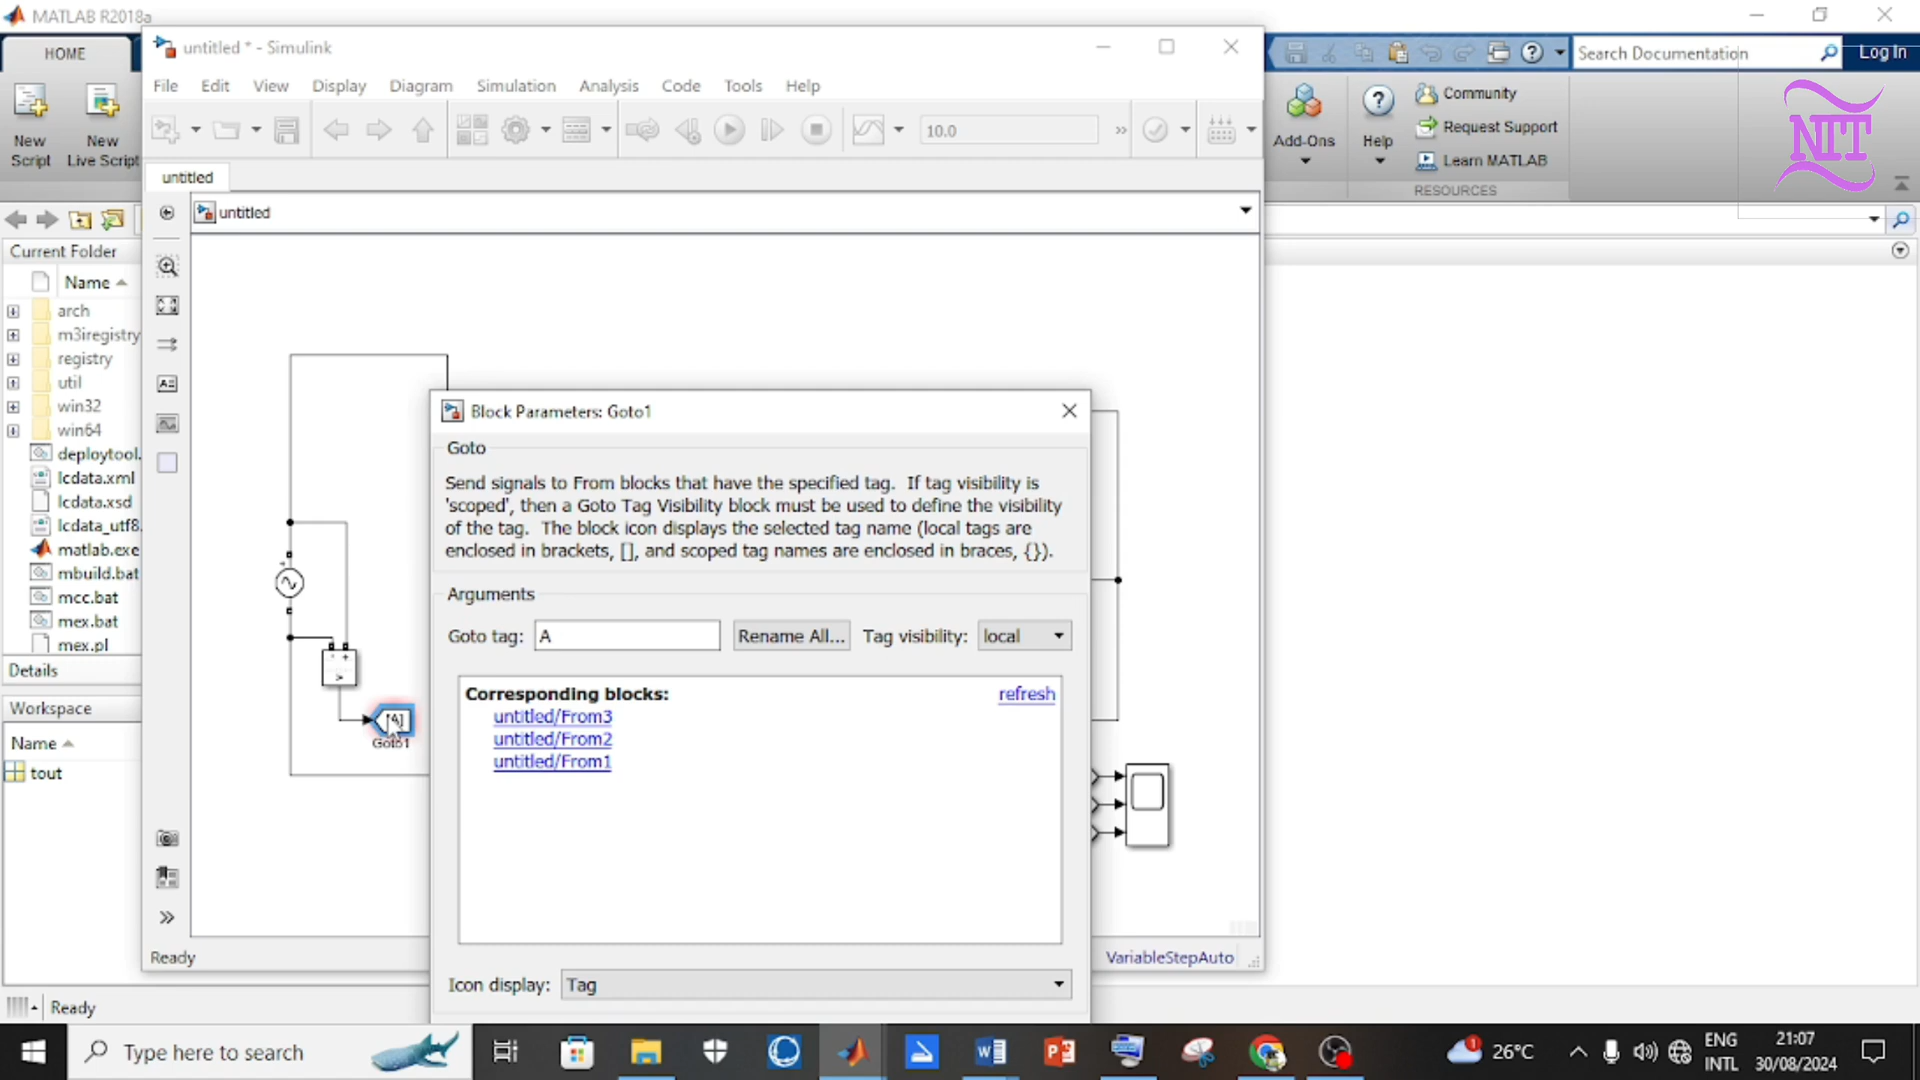 MATLAB R2018a
HOME
New Script
New Live Script
untitled * - Simulink
File Edit View Display Diagram Simulation Analysis Code Tools Help
10.0
»
untitled
untitled
Search Documentation
Log In
Add-Ons
Help
Community
Request Support
Learn MATLAB
RESOURCES
NTT
Current Folder
Name
arch
m3iregistry
registry
util
win32
win64
deploytool.
lcdata.xml
lcdata.xsd
lcdata_utf8.
matlab.exe
mbuild.bat
mcc.bat
mex.bat
mex.pl
Details
Workspace
Name
tout
Ready
[A]
Goto1
Block Parameters: Goto1
Goto
Send signals to From blocks that have the specified tag. If tag visibility is
'scoped', then a Goto Tag Visibility block must be used to define the visibility
of the tag. The block icon displays the selected tag name (local tags are
enclosed in brackets, [], and scoped tag names are enclosed in braces, {}).
Arguments
Goto tag: A Rename All... Tag visibility: local
Corresponding blocks: refresh
untitled/From3
untitled/From2
untitled/From1
Icon display: Tag
Ready
VariableStepAuto
Type here to search
26°C
ENG
INTL
21:07
30/08/2024